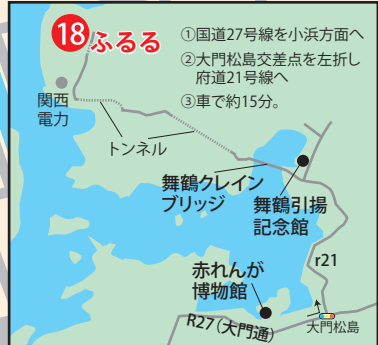 18 ふるる
①国道27号線を小浜方面へ
②大門松島交差点を左折し
府道21号線へ
③車で約15分。
関西
電力
トンネル
舞鶴クレイン
ブリッジ
舞鶴引揚
記念館
赤れんが
博物館
r21
R27(大門通)
大門松島